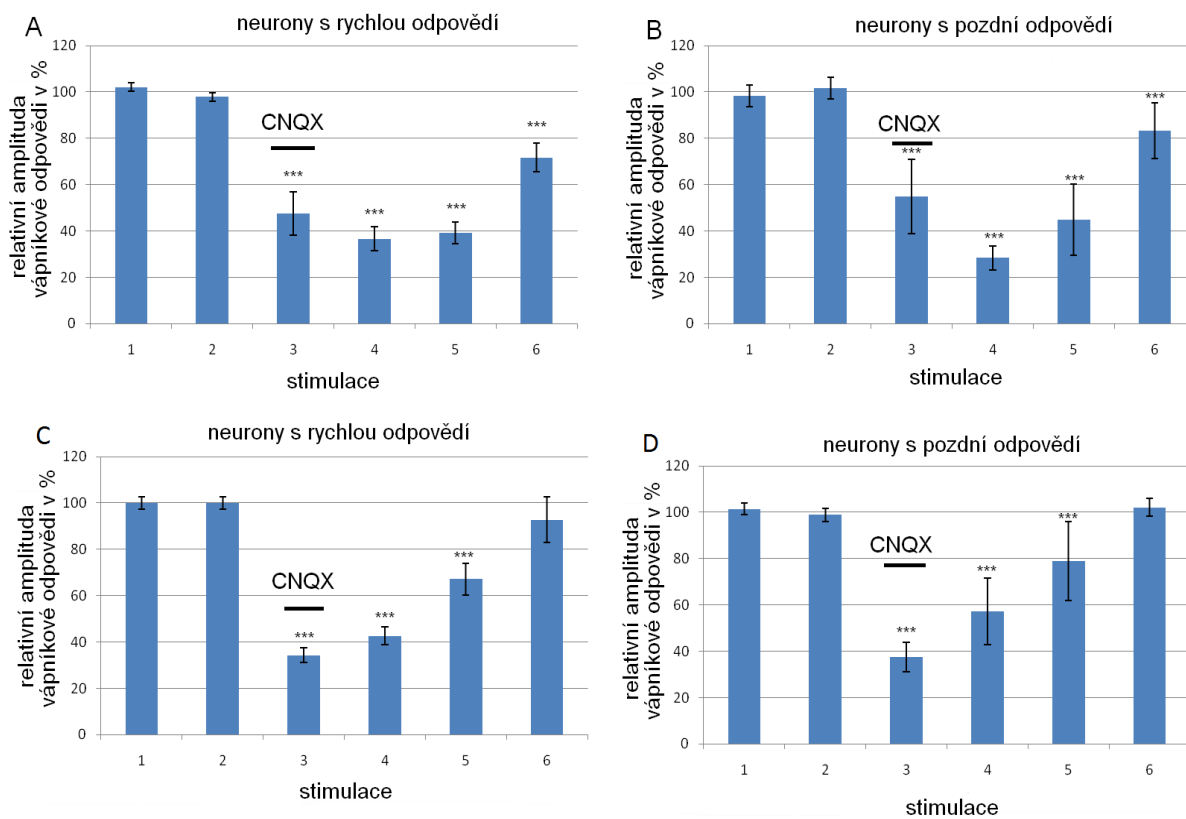 A
neurony s rychlou odpovědí
relativní amplituda
vápníkové odpovědi v %
120
100
80
60
40
20
0
CNQX
***
***
***
***
1 2 3 4 5 6
stimulace
B
neurony s pozdní odpovědí
relativní amplituda
vápníkové odpovědi v %
120
100
80
60
40
20
0
CNQX
***
***
***
***
1 2 3 4 5 6
stimulace
C
neurony s rychlou odpovědí
relativní amplituda
vápníkové odpovědi v %
120
100
80
60
40
20
0
CNQX
***
***
***
1 2 3 4 5 6
stimulace
D
neurony s pozdní odpovědí
relativní amplituda
vápníkové odpovědi v %
120
100
80
60
40
20
0
CNQX
***
***
***
1 2 3 4 5 6
stimulace